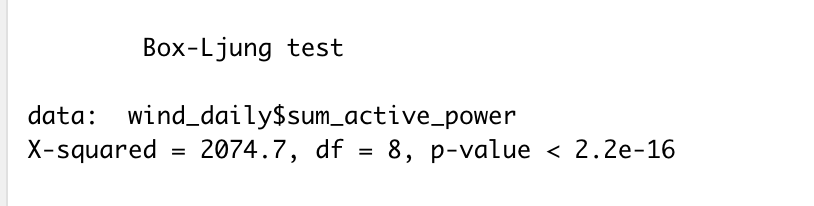 Box-Ljung test
data:  wind_daily$sum_active_power
X-squared = 2074.7, df = 8, p-value < 2.2e-16